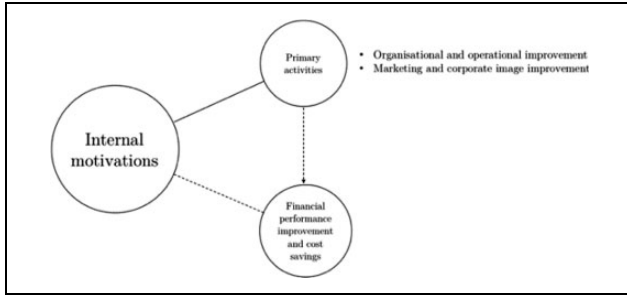 Primary
activities
• Organisational and operational improvement
• Marketing and corporate image improvement
Internal
motivations
Financial
performance
improvement
and cost
savings